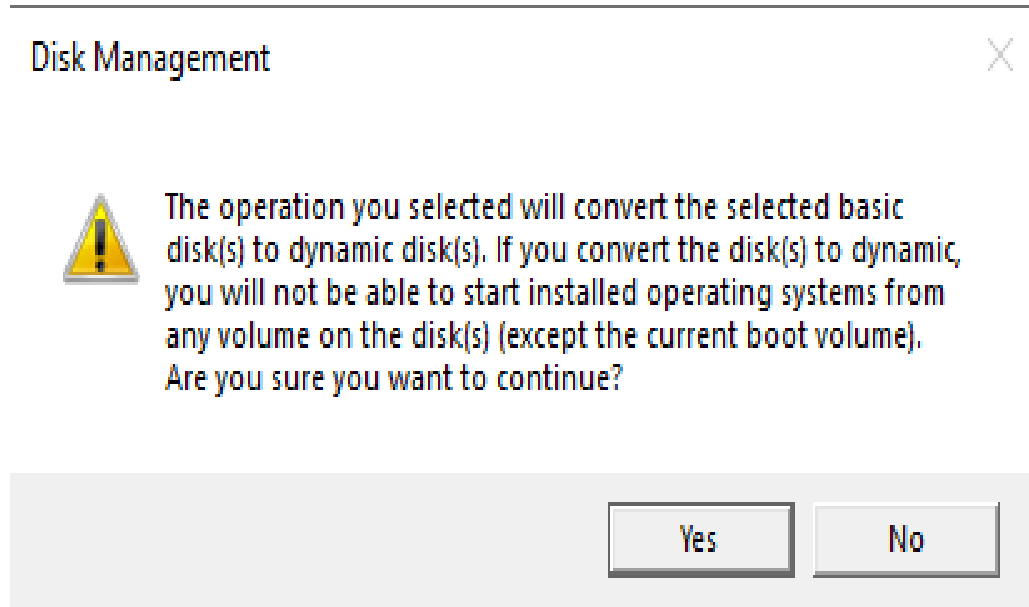 Disk Management
The operation you selected will convert the selected basic
disk(s) to dynamic disk(s). If you convert the disk(s) to dynamic,
you will not be able to start installed operating systems from
any volume on the disk(s) (except the current boot volume).
Are you sure you want to continue?
Yes
No